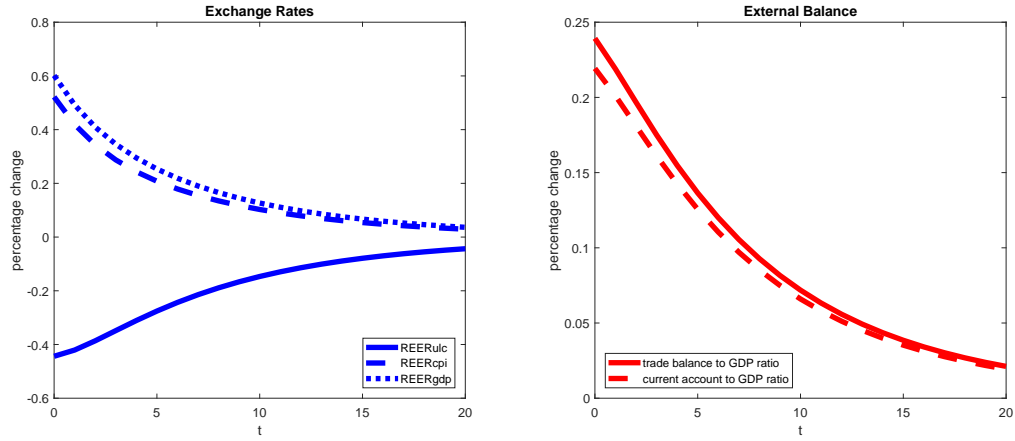 Exchange Rates
0.8
0.6
0.4
0.2
0
-0.2
-0.4
-0.6
percentage change
0 5 10 15 20
t
REERulc
REERcpi
REERgdp
External Balance
0.25
0.2
0.15
0.1
0.05
0
percentage change
0 5 10 15 20
t
trade balance to GDP ratio
current account to GDP ratio